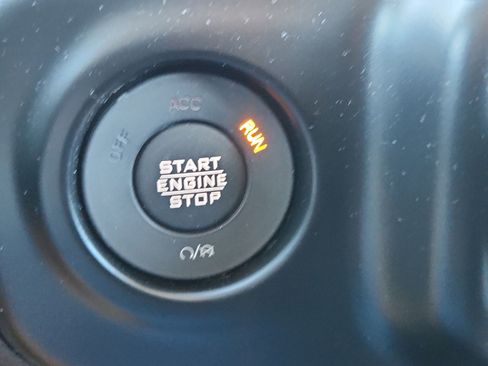 ACC
OFF
RUN
START
ENGINE
STOP